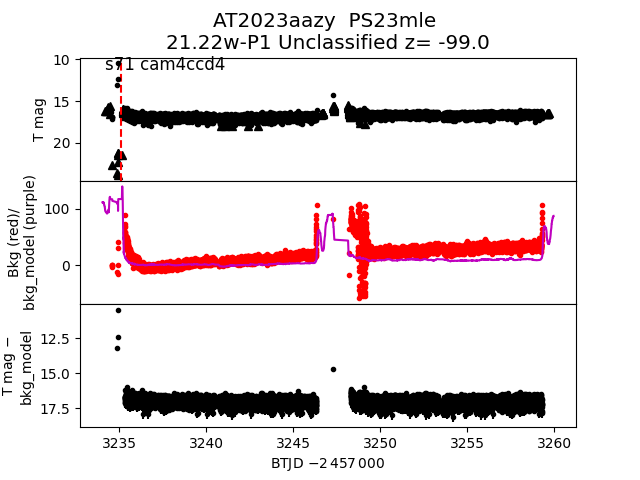 AT2023aazy PS23mle
21.22w-P1 Unclassified z= -99.0
s71 cam4ccd4
10
15
20
T mag
100
0
Bkg (red)/
bkg_model (purple)
12.5
15.0
17.5
T mag −
bkg_model
3235 3240 3245 3250 3255 3260
BTJD −2 457 000